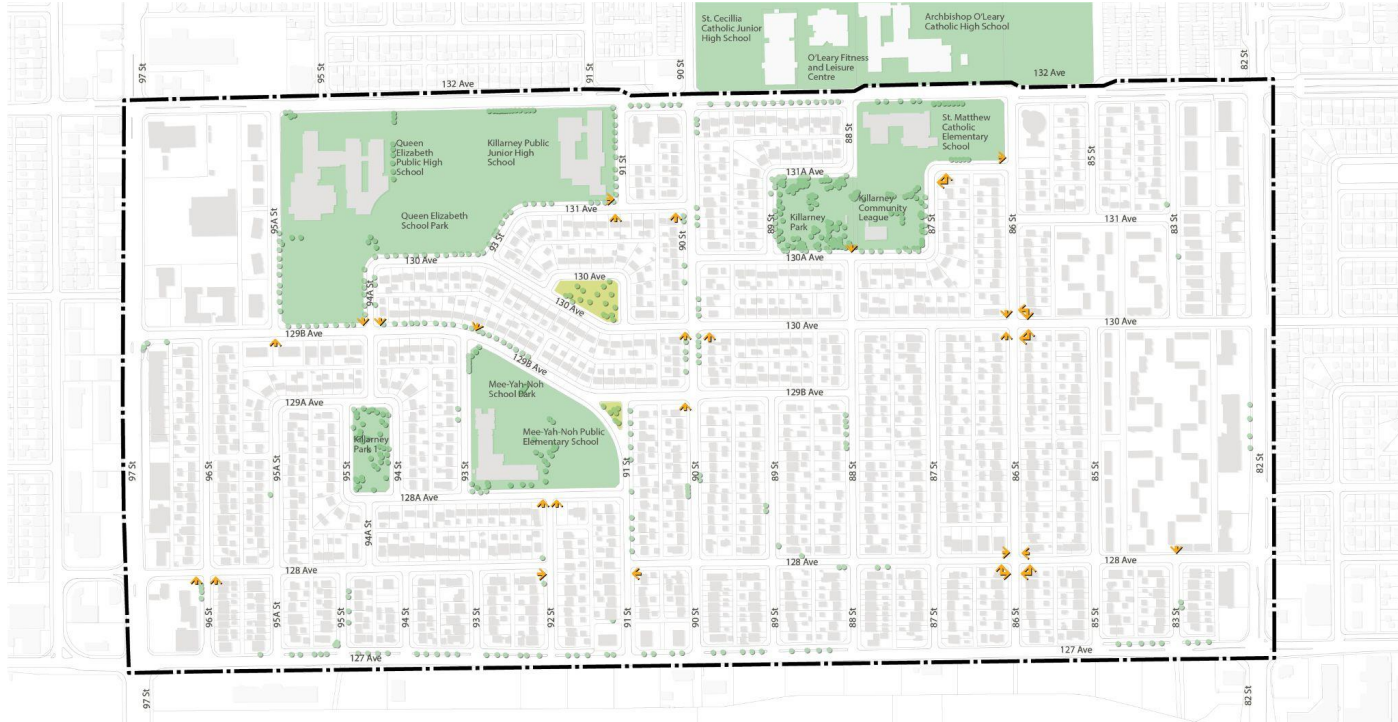 St. Cecillia
Catholic Junior
High School
O'Leary Fitness
and Leisure
Centre
Archbishop O'Leary
Catholic High School
97 St
95 St
132 Ave
91 St
90 St
132 Ave
82 St
Queen
Elizabeth
Public High
School
Killarney Public
Junior High
School
91 St
88 St
St. Matthew
Catholic
Elementary
School
85 St
131A Ave
95A St
Queen Elizabeth
School Park
131 Ave
93 St
90 St
89 St
Killarney
Park
Killarney
Community
League
87 St
86 St
131 Ave
83 St
130 Ave
130A Ave
94A St
130 Ave
130 Ave
129B Ave
130 Ave
130 Ave
129B Ave
Mee-Yah-Noh
School Park
129B Ave
129A Ave
Mee-Yah-Noh Public
Elementary School
Killarney
Park 1
97 St
96 St
95A St
95 St
94 St
93 St
91 St
90 St
89 St
88 St
87 St
86 St
85 St
82 St
128A Ave
94A St
128 Ave
128 Ave
128 Ave
96 St
95A St
95 St
94 St
93 St
92 St
91 St
90 St
89 St
88 St
87 St
86 St
85 St
83 St
127 Ave
127 Ave
97 St
82 St